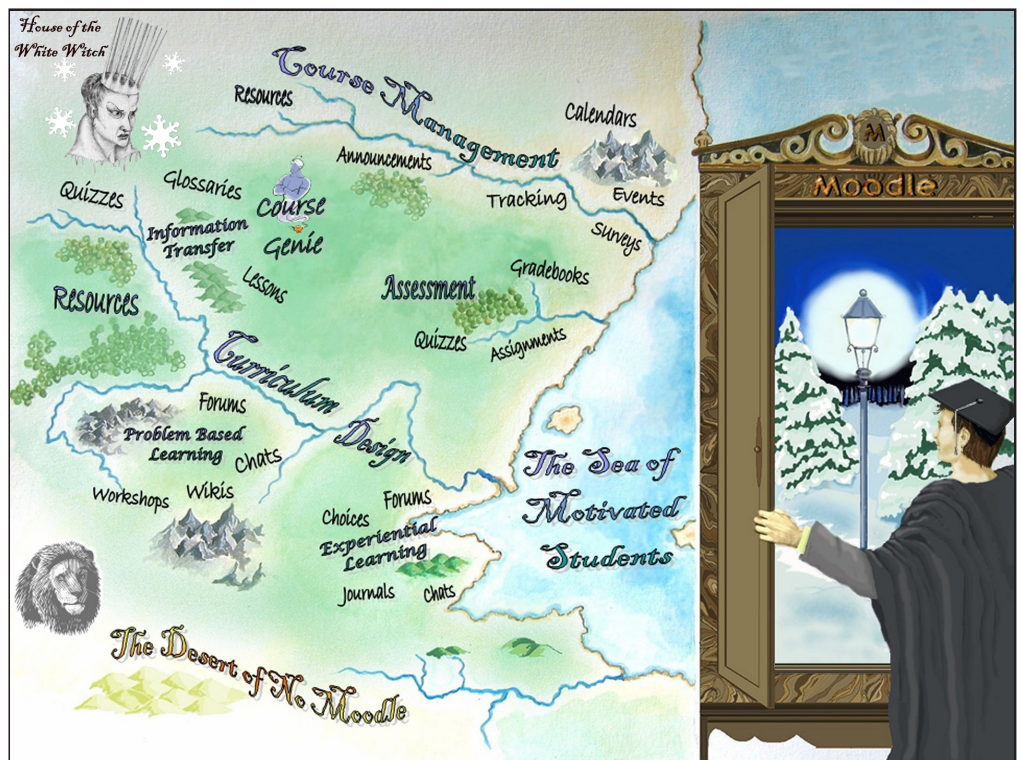 House of the
White Witch
Course Management
Resources
Calendars
Announcements
Events
Tracking
Surveys
Quizzes
Glossaries
Information
Transfer
Lessons
Course
Genie
Resources
Assessment
Gradebooks
Quizzes
Assignments
Curriculum
Design
Forums
Problem Based
Learning
Chats
Workshops
Wikis
Forums
Choices
Experiential
Learning
Journals
Chats
The Sea of
Motivated
Students
The Desert of No Moodle
M
Moodle